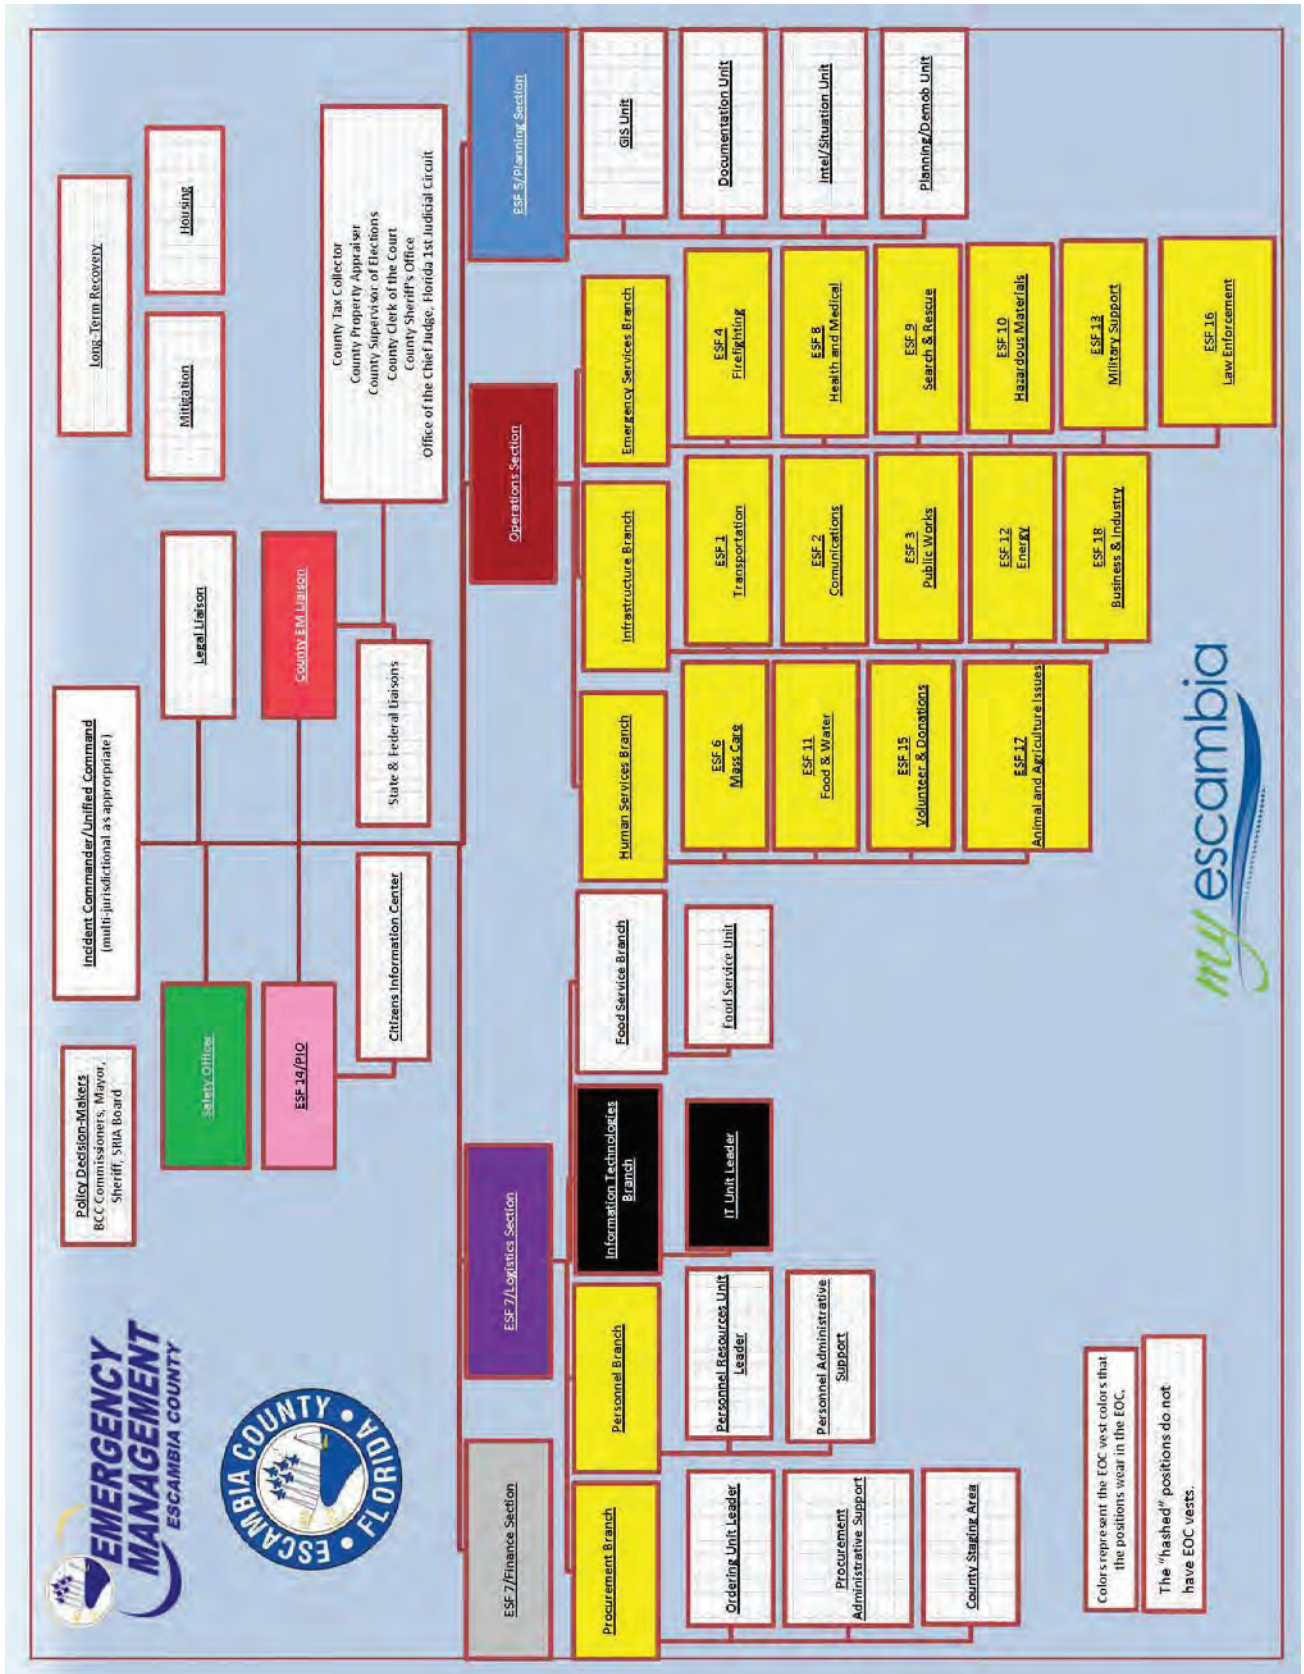 EMERGENCY
MANAGEMENT
ESCAMBIA COUNTY
ESCAMBIA COUNTY • FLORIDA •
Policy Decision-Makers
BCC Commissioners, Mayor,
Sheriff, SRIA Board
Incident Commander/Unified Command
(multi-jurisdictional as approrpriate)
Long-Term Recovery
Mitigation
Housing
Safety Officer
Legal Liaison
ESF 14/PIO
County EM Liaison
Citizens Information Center
State & Federal Liaisons
County Tax Collector
County Property Appraiser
County Supervisor of Elections
County Clerk of the Court
County Sheriff's Office
Office of the Chief Judge, Florida 1st Judicial Circuit
ESF 7/Finance Section
ESF 7/Logistics Section
Operations Section
ESF 5/Planning Section
Procurement Branch
Ordering Unit Leader
Procurement
Administrative Support
County Staging Area
Personnel Branch
Personnel Resources Unit
Leader
Personnel Administrative
Support
Information Technologies
Branch
IT Unit Leader
Food Service Branch
Food Service Unit
Human Services Branch
ESF 6
Mass Care
ESF 11
Food & Water
ESF 15
Volunteer & Donations
ESF 17
Animal and Agriculture Issues
Infrastructure Branch
ESF 1
Transportation
ESF 2
Comunications
ESF 3
Public Works
ESF 12
Energy
ESF 18
Business & Industry
Emergency Services Branch
ESF 4
Firefighting
ESF 8
Health and Medical
ESF 9
Search & Rescue
ESF 10
Hazardous Materials
ESF 13
Military Support
ESF 16
Law Enforcement
GIS Unit
Documentation Unit
Intel/Situation Unit
Planning/Demob Unit
Colors represent the EOC vest colors that
the positions wear in the EOC.
The "hashed" positions do not
have EOC vests.
my escambia